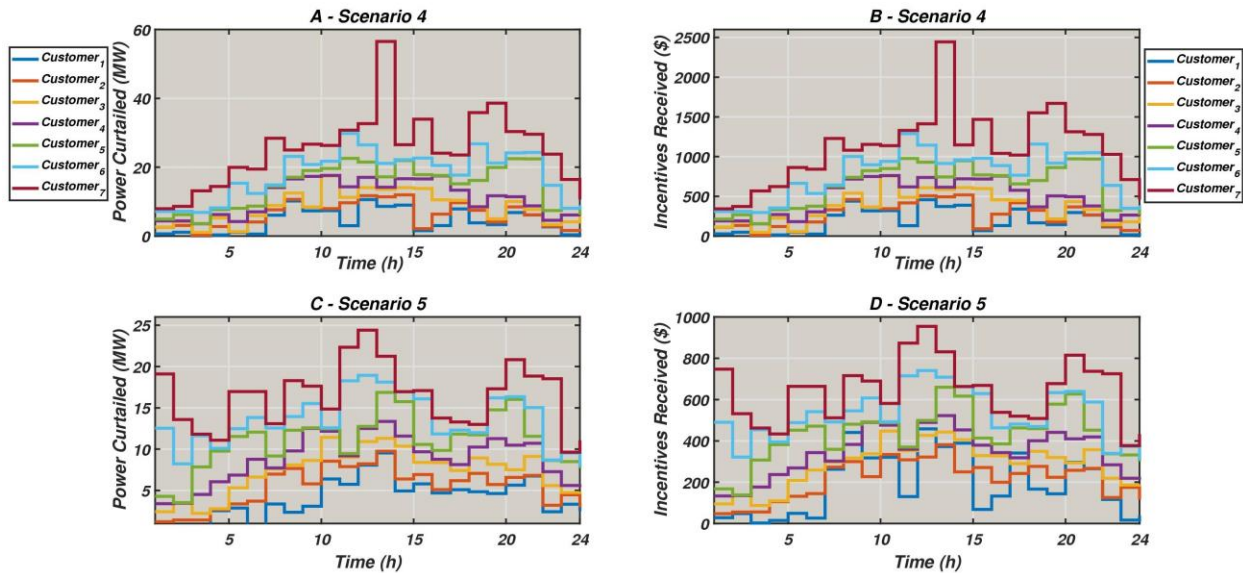 A - Scenario 4
Power Curtailed (MW)
60
40
20
0
5
10
15
20
24
Time (h)
Customer1
Customer2
Customer3
Customer4
Customer5
Customer6
Customer7
B - Scenario 4
Incentives Received ($)
2500
2000
1500
1000
500
0
5
10
15
20
24
Time (h)
Customer1
Customer2
Customer3
Customer4
Customer5
Customer6
Customer7
C - Scenario 5
Power Curtailed (MW)
25
20
15
10
5
5
10
15
20
24
Time (h)
D - Scenario 5
Incentives Received ($)
1000
800
600
400
200
0
5
10
15
20
24
Time (h)